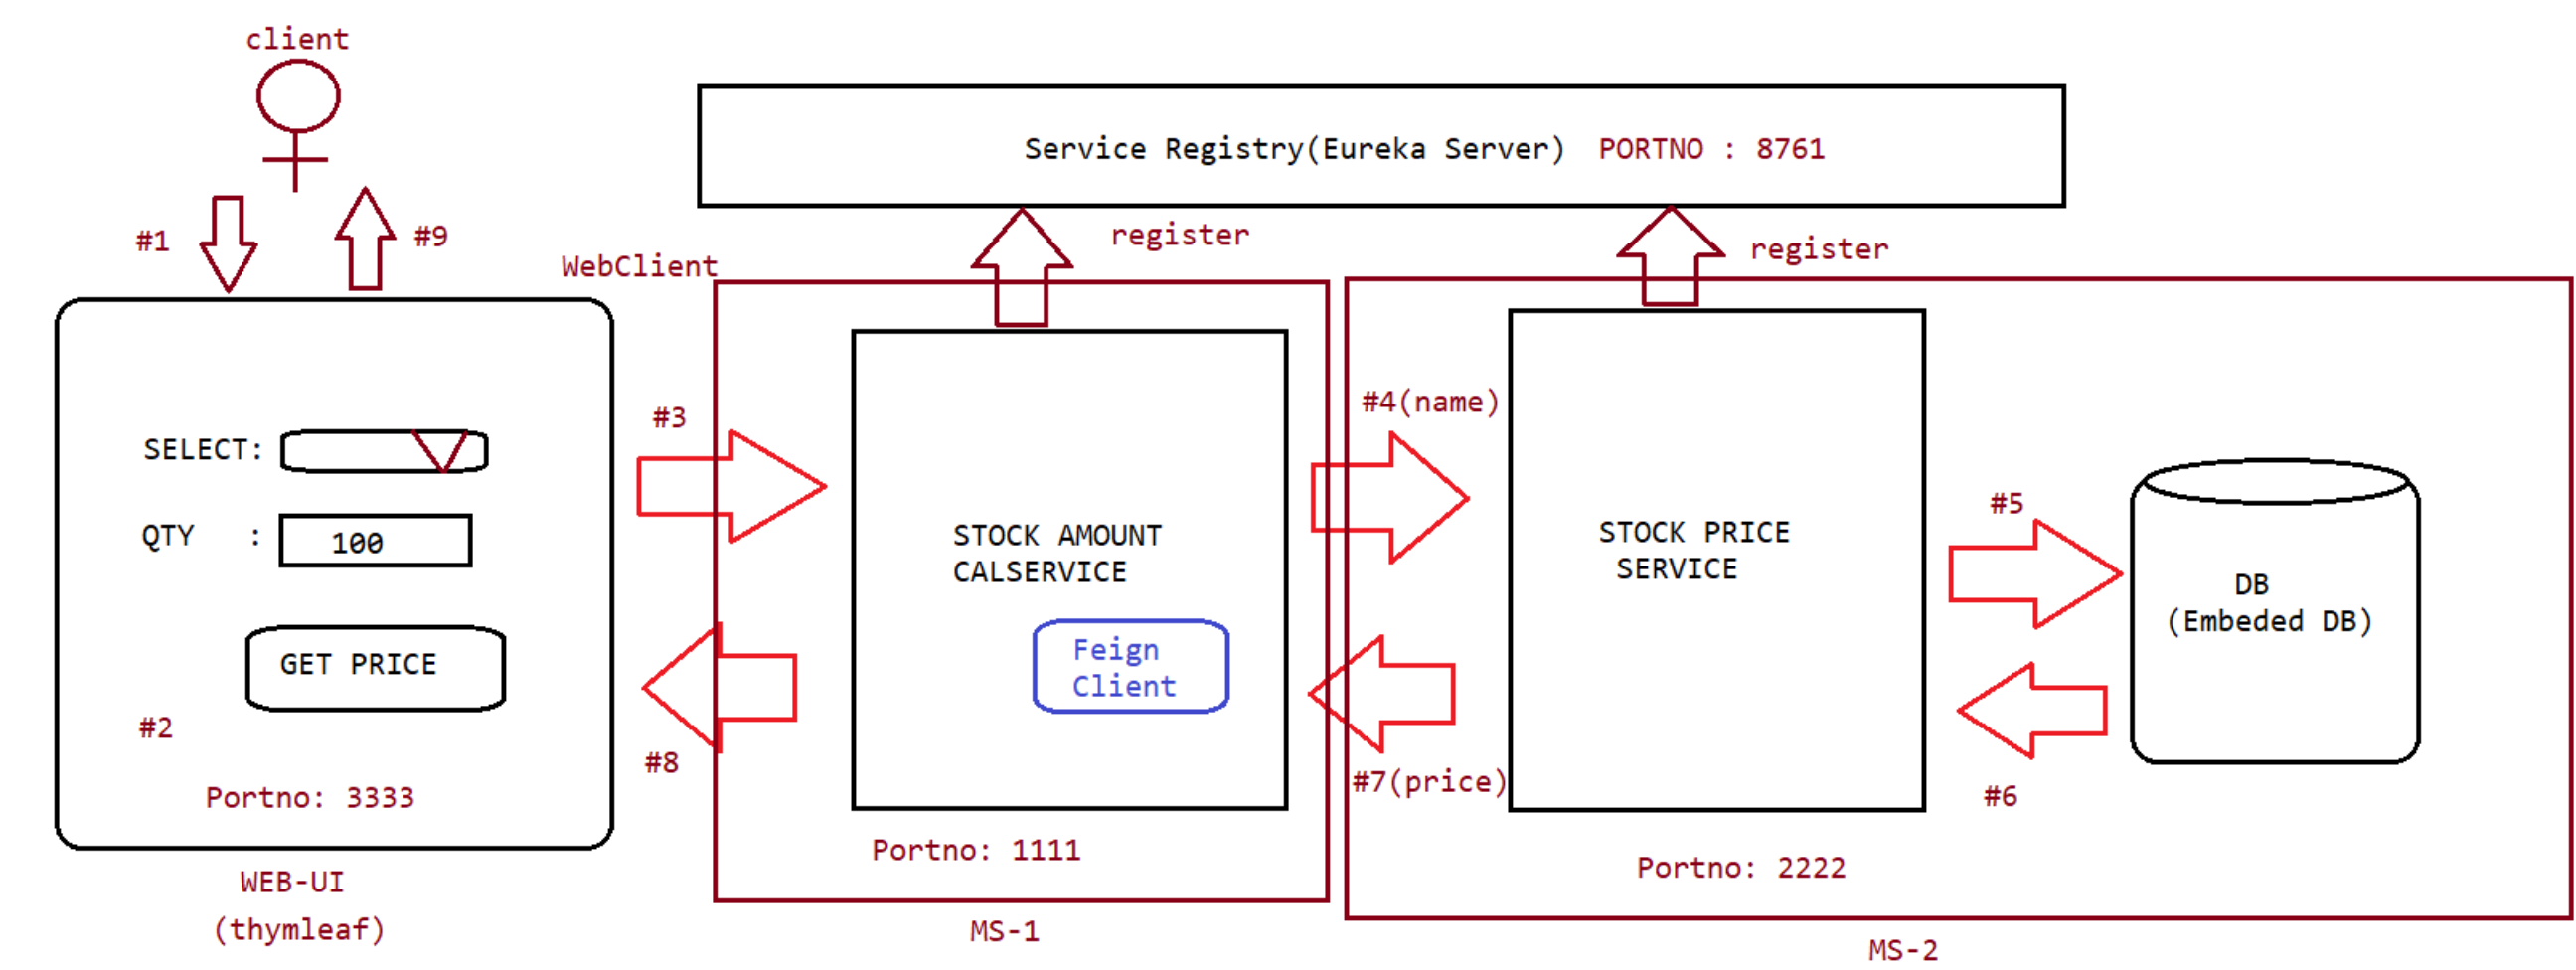 client
Service Registry(Eureka Server) PORTNO : 8761
#1
#9
register
register
WebClient
SELECT:
QTY : 100
GET PRICE
#2
Portno: 3333
WEB-UI
(thymleaf)
#3
#8
STOCK AMOUNT
CALSERVICE
Feign
Client
Portno: 1111
MS-1
#4(name)
#7(price)
STOCK PRICE
SERVICE
Portno: 2222
#5
#6
DB
(Embeded DB)
MS-2